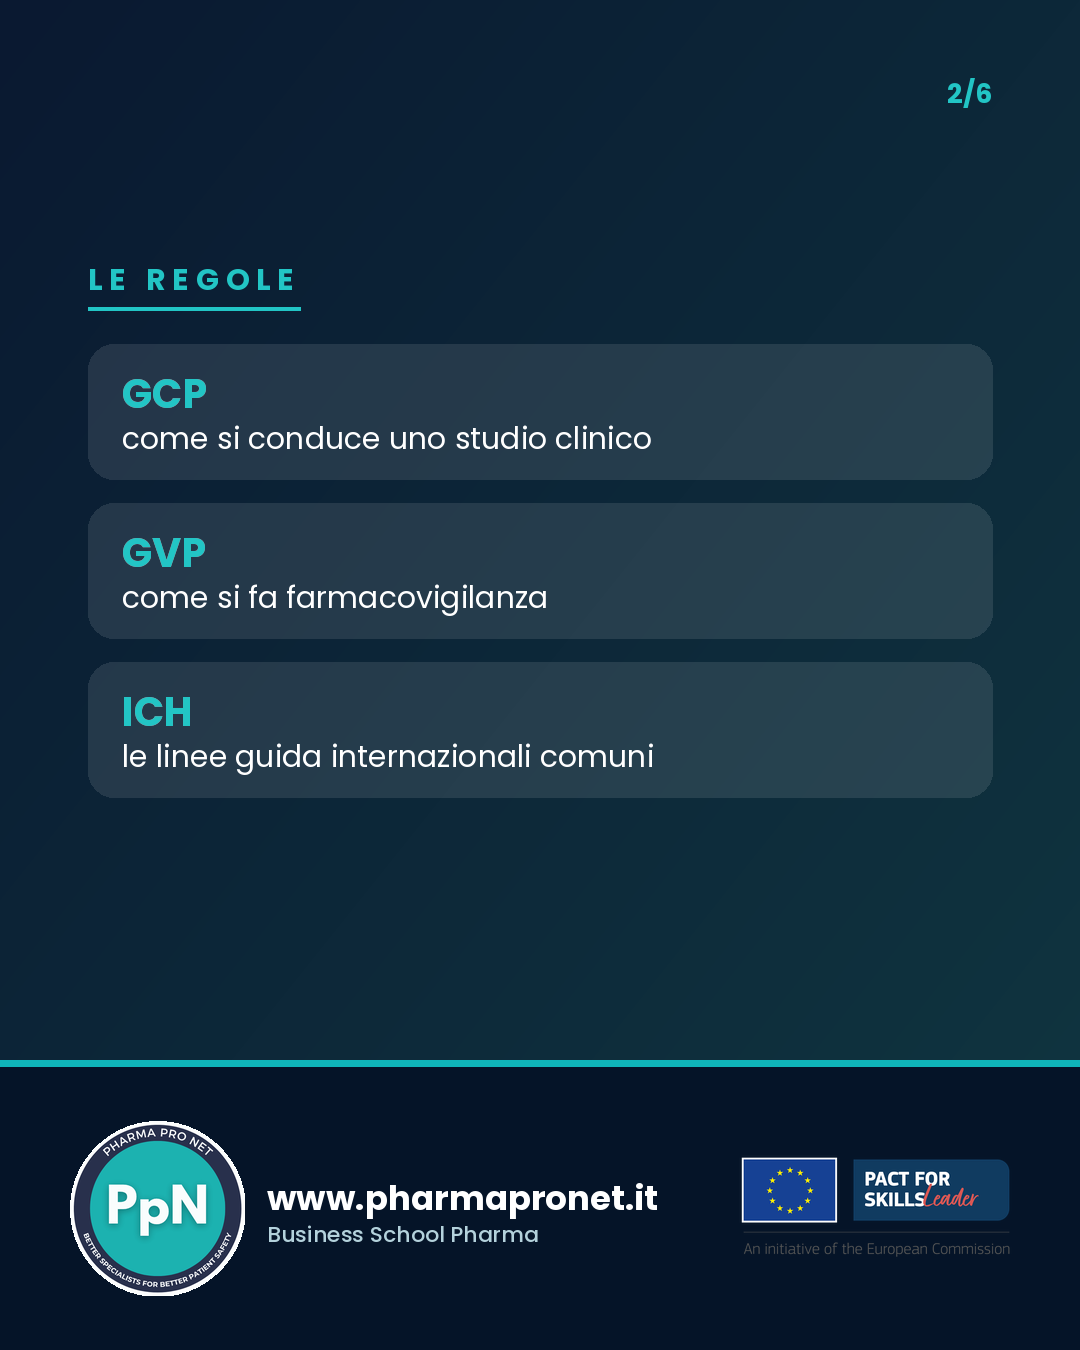 2/6
LE REGOLE
GCP
come si conduce uno studio clinico
GVP
come si fa farmacovigilanza
ICH
le linee guida internazionali comuni
PHARMA PRO NET
PpN
BETTER SPECIALISTS FOR BETTER PATIENT SAFETY
www.pharmapronet.it
Business School Pharma
PACT FOR
SKILLS Leader
An initiative of the European Commission